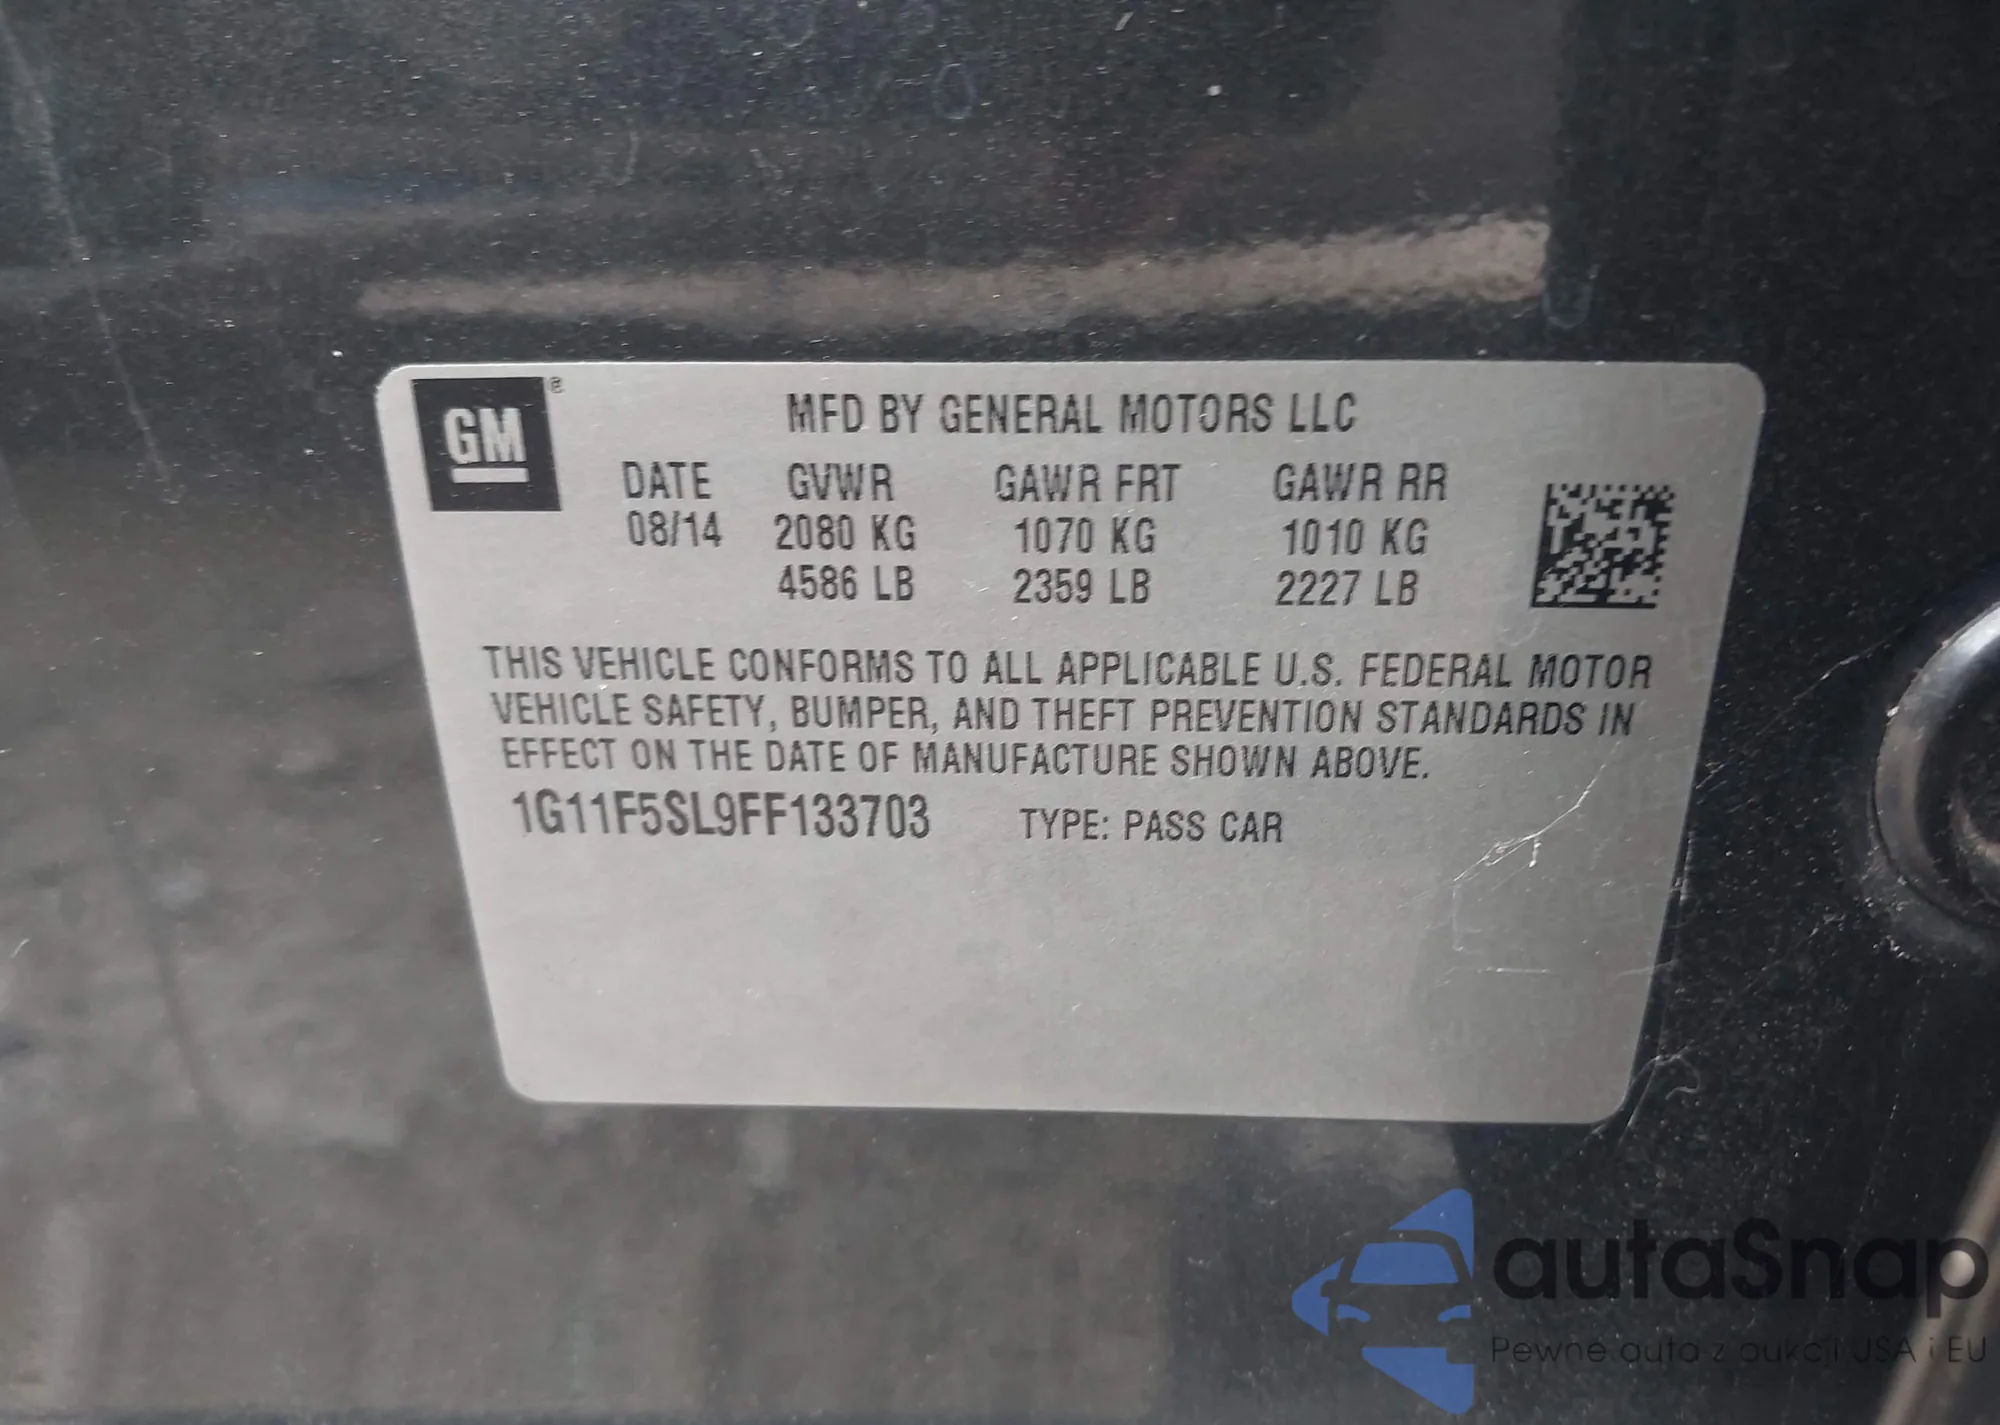 GM ®
MFD BY GENERAL MOTORS LLC
DATE GVWR GAWR FRT GAWR RR
08/14 2080 KG 1070 KG 1010 KG
4586 LB 2359 LB 2227 LB
THIS VEHICLE CONFORMS TO ALL APPLICABLE U.S. FEDERAL MOTOR
VEHICLE SAFETY, BUMPER, AND THEFT PREVENTION STANDARDS IN
EFFECT ON THE DATE OF MANUFACTURE SHOWN ABOVE.
1G11F5SL9FF133703 TYPE: PASS CAR
autaSnap
Pewne auta z aukcji USA i EU